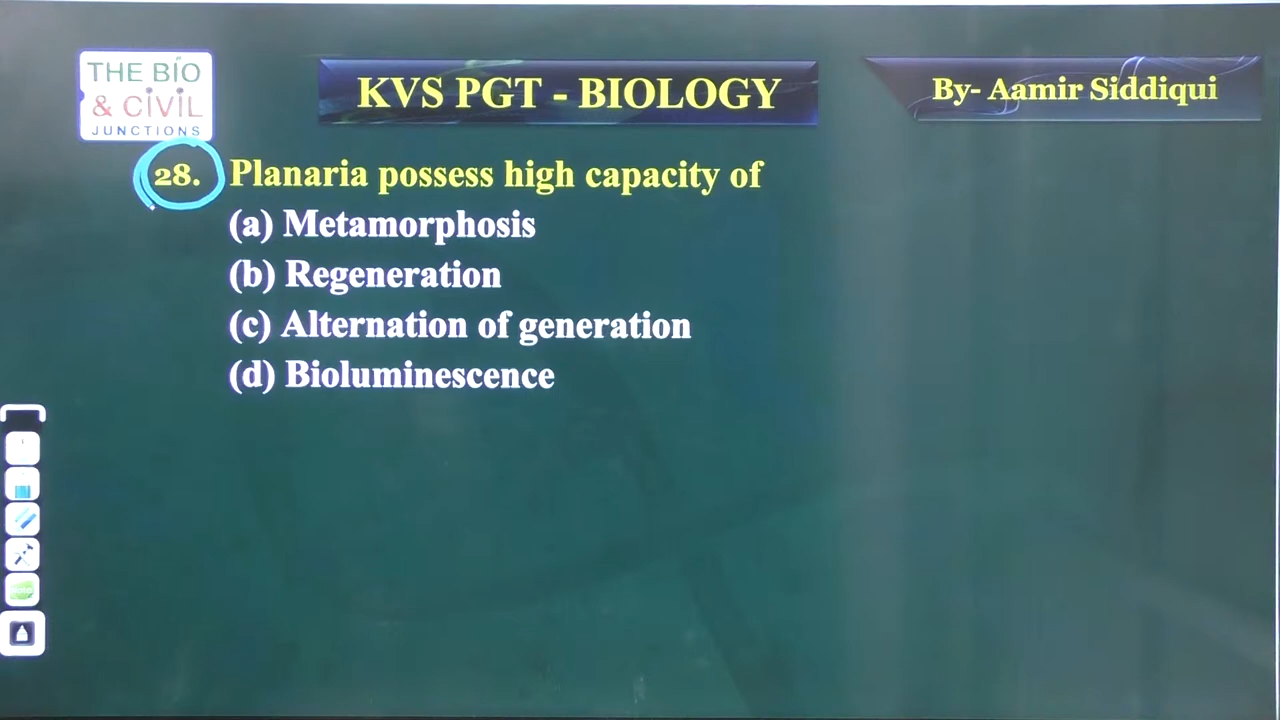 THE BIO
& CIVIL
JUNCTIONS
KVS PGT - BIOLOGY
By- Aamir Siddiqui
28. Planaria possess high capacity of
(a) Metamorphosis
(b) Regeneration
(c) Alternation of generation
(d) Bioluminescence